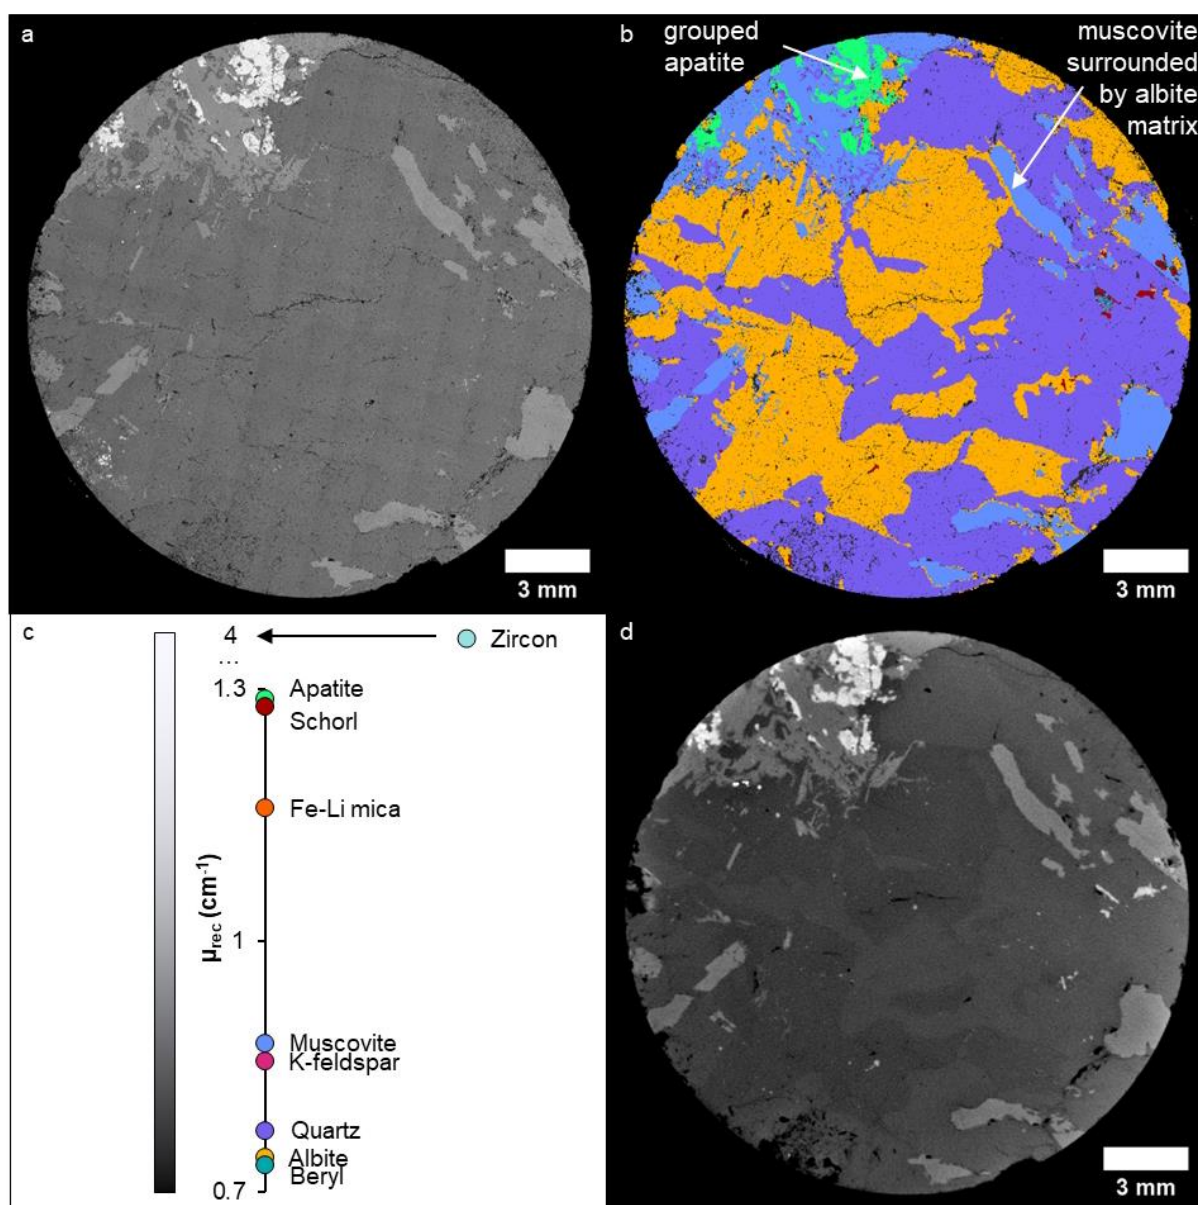 a
3 mm
b
grouped
apatite
muscovite
surrounded
by albite
matrix
3 mm
c
4
...
1.3
1
0.7
μrec (cm-1)
Zircon
Apatite
Schorl
Fe-Li mica
Muscovite
K-feldspar
Quartz
Albite
Beryl
d
3 mm